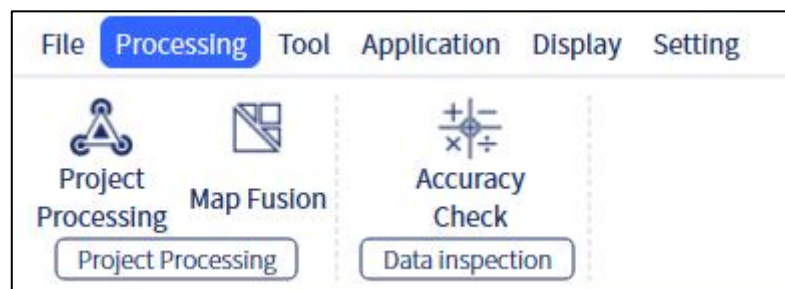 File Processing Tool Application Display Setting
Project
Processing
Map Fusion
Accuracy
Check
Project Processing
Data inspection